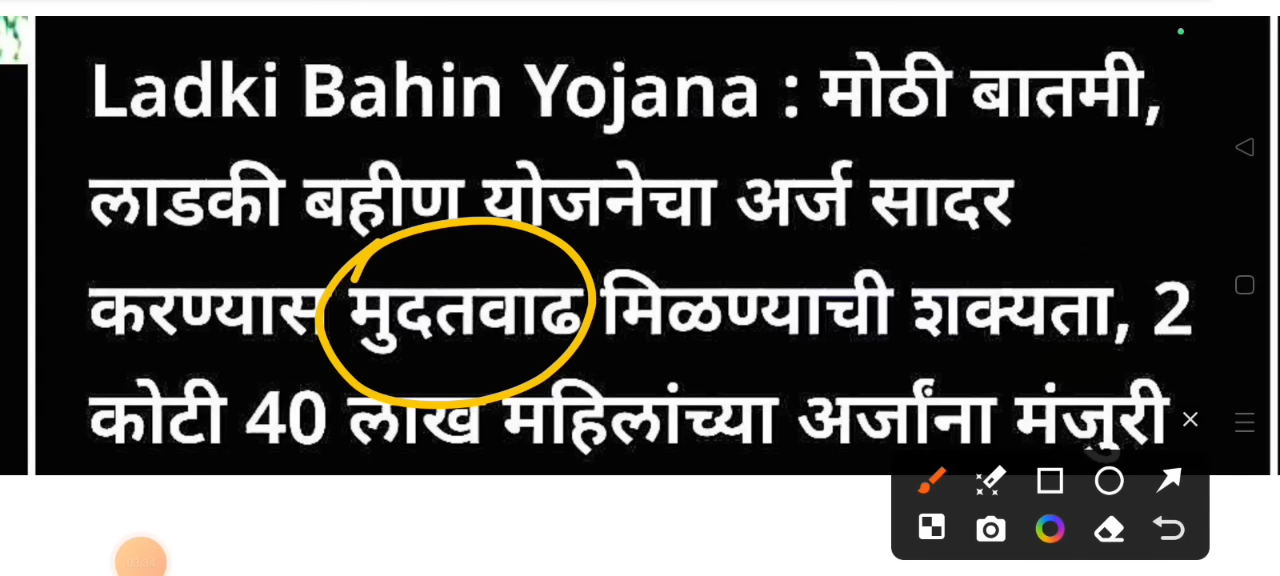 Ladki Bahin Yojana : मोठी बातमी,
लाडकी बहीण योजनेचा अर्ज सादर
करण्यास मुदतवाढ मिळण्याची शक्यता, 2
कोटी 40 लाख महिलांच्या अर्जांना मंजुरी